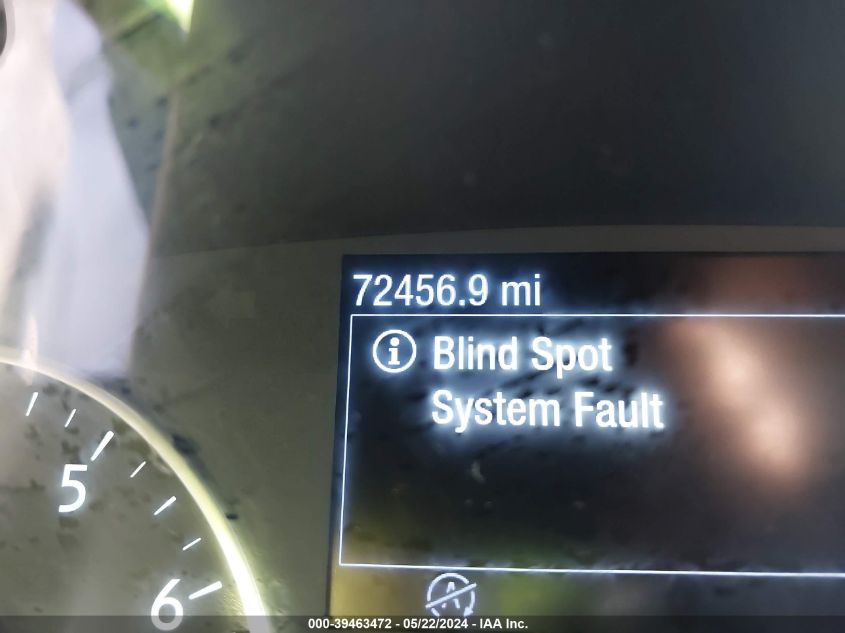 72456.9 mi
i Blind Spot
System Fault
5
6
A
000-39463472 - 05/22/2024 - IAA Inc.